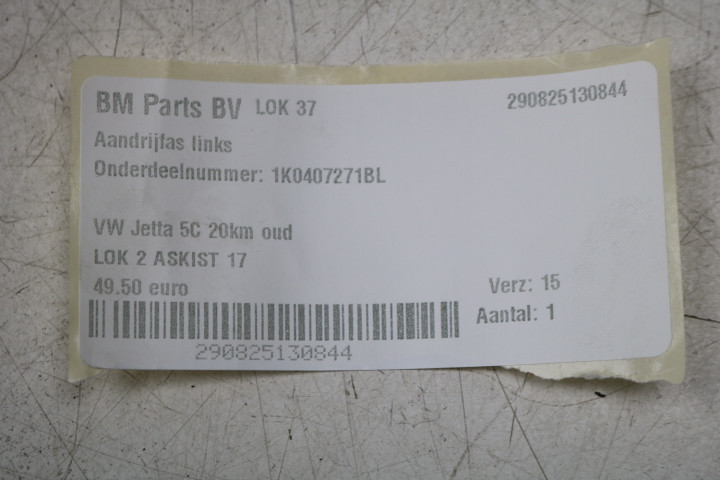 BM Parts BV LOK 37 290825130844
Aandrijfas links
Onderdeelnummer: 1K0407271BL
VW Jetta 5C 20km oud
LOK 2 ASKIST 17
49.50 euro Verz: 15
Aantal: 1
290825130844